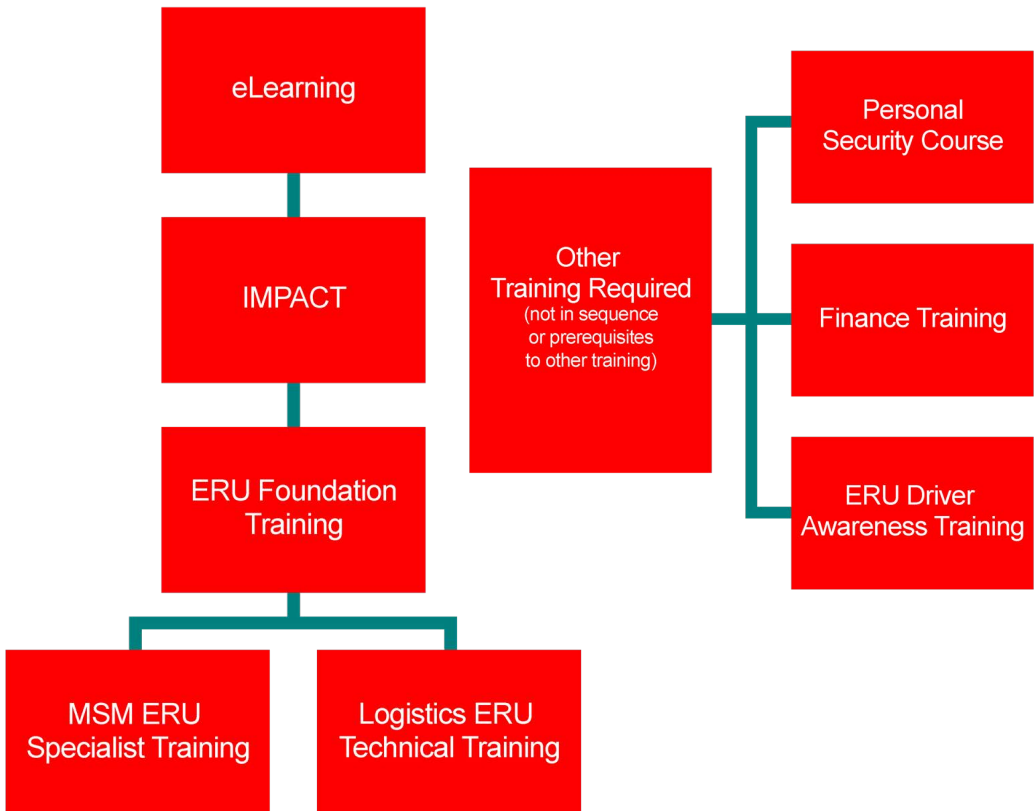 eLearning
IMPACT
ERU Foundation
Training
MSM ERU
Specialist Training
Logistics ERU
Technical Training
Other
Training Required
(not in sequence
or prerequisites
to other training)
Personal
Security Course
Finance Training
ERU Driver
Awareness Training